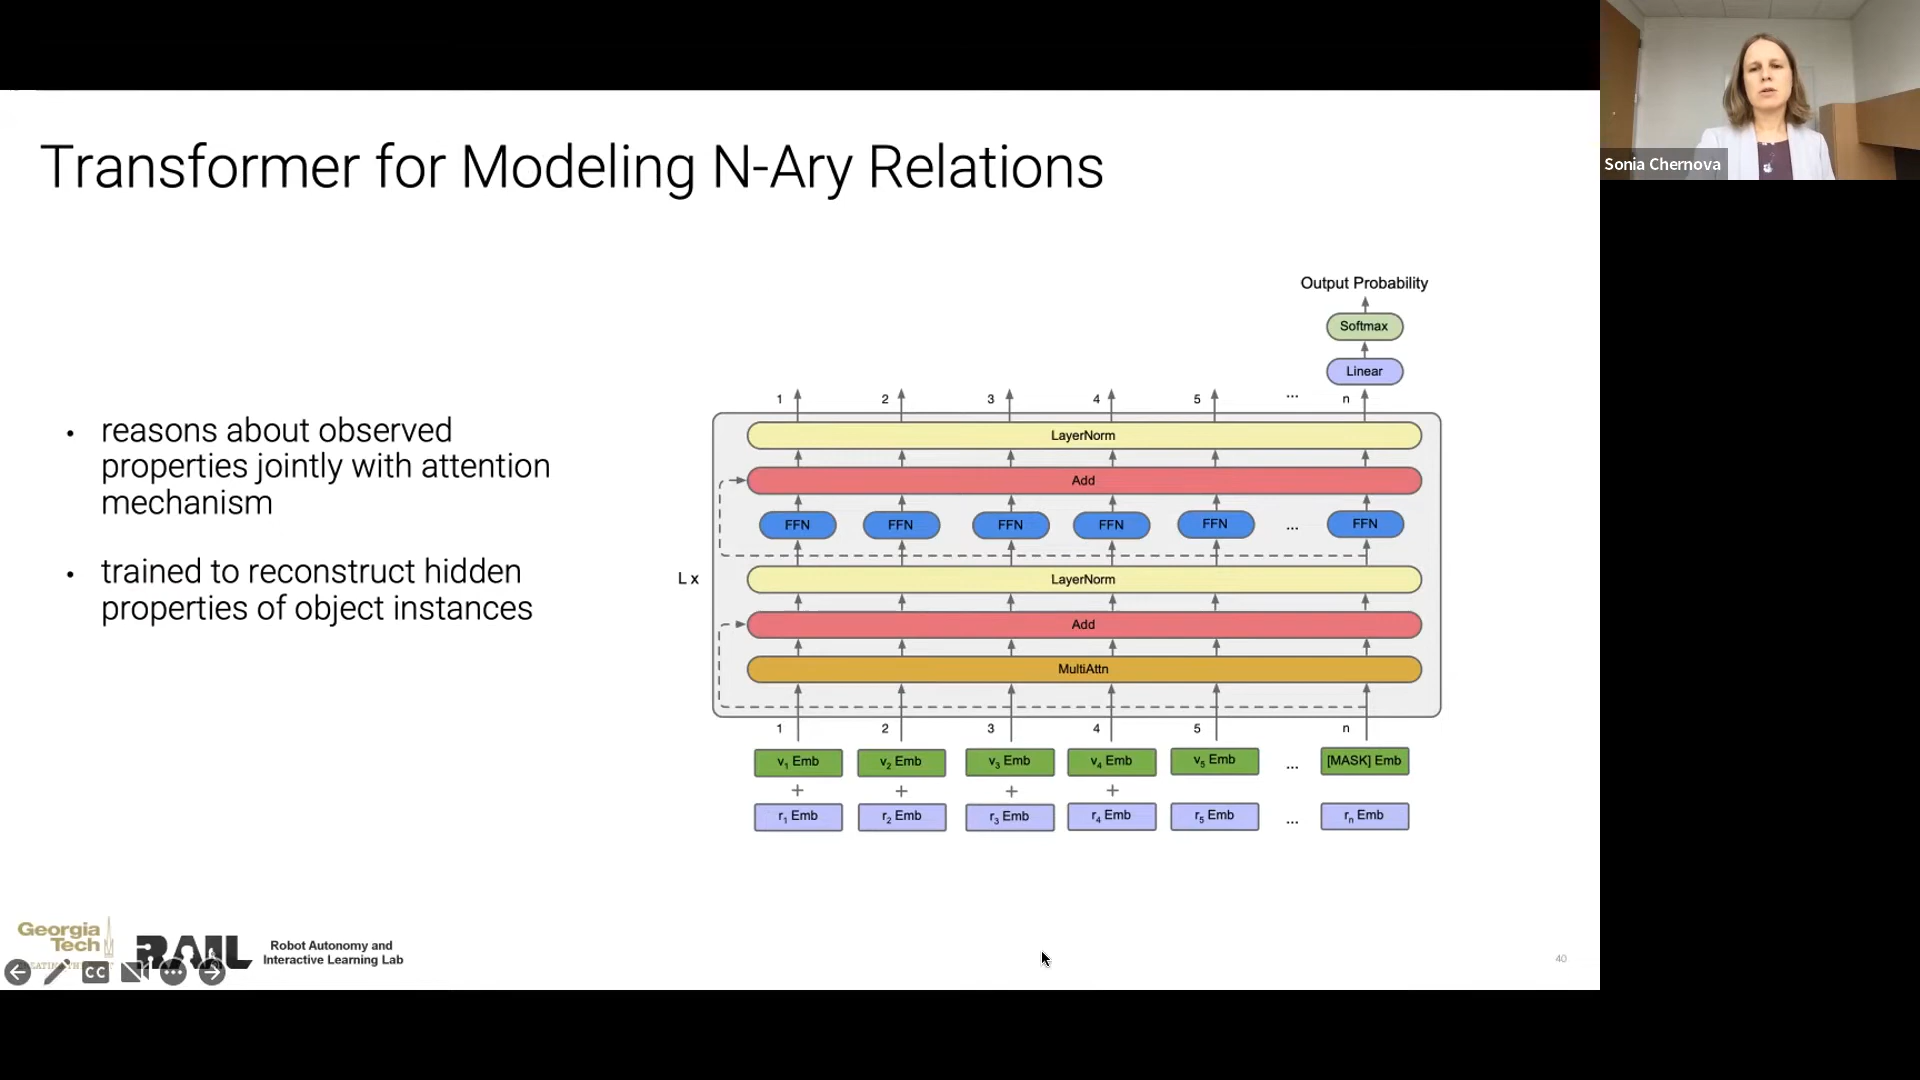 Sonia Chernova
Transformer for Modeling N-Ary Relations
• reasons about observed
properties jointly with attention
mechanism
• trained to reconstruct hidden
properties of object instances
Output Probability
Softmax
Linear
1 2 3 4 5 ... n
LayerNorm
Add
FFN FFN FFN FFN FFN ... FFN
LayerNorm
L x
Add
MultiAttn
1 2 3 4 5 n
v₁ Emb v₂ Emb v₃ Emb v₄ Emb v₅ Emb ... [MASK] Emb
+ + + +
r₁ Emb r₂ Emb r₃ Emb r₄ Emb r₅ Emb ... rₙ Emb
Georgia
Tech
RAIL
Robot Autonomy and
Interactive Learning Lab
CC
40